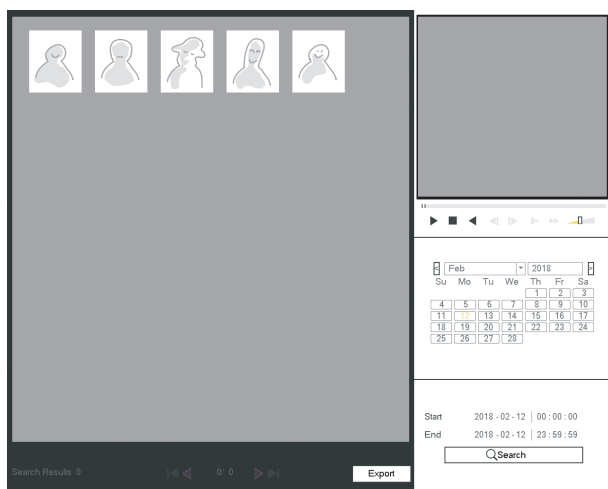 Feb 2018
Su Mo Tu We Th Fr Sa
1 2 3
4 5 6 7 8 9 10
11 12 13 14 15 16 17
18 19 20 21 22 23 24
25 26 27 28
Start 2018 - 02 - 12 00 : 00 : 00
End 2018 - 02 - 12 23 : 59 : 59
Search
Search Results 0 0/ 0 Export